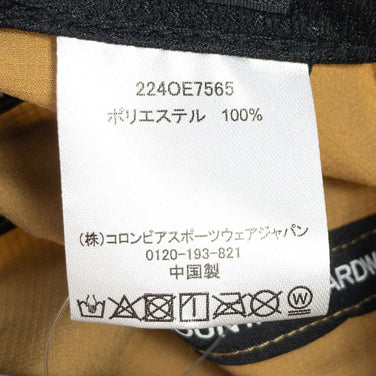 224OE7565
ポリエステル 100%
(株)コロンビアスポーツウェアジャパン
0120-193-821
中国製
W